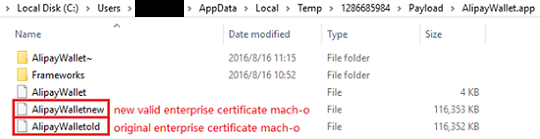 Local Disk (C:) > Users > AppData > Local > Temp > 1286685984 > Payload > AlipayWallet.app
Name Date modified Type Size
AlipayWallet~ 2016/8/16 11:15 File folder
Frameworks 2016/8/16 10:52 File folder
AlipayWallet File 4 KB
AlipayWalletnew new valid enterprise certificate mach-o File 116,353 KB
AlipayWalletold original enterprise certificate mach-o File 116,352 KB